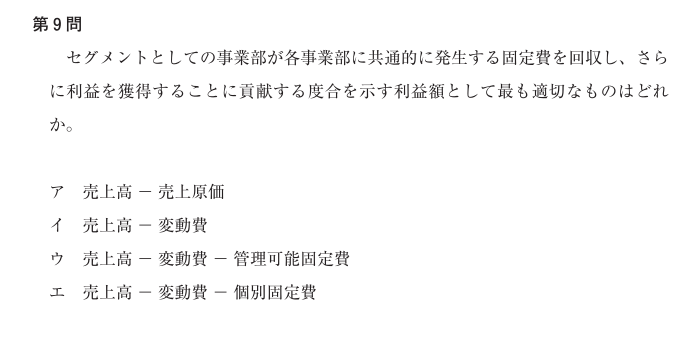 第9問
セグメントとしての事業部が各事業部に共通的に発生する固定費を回収し、さら
に利益を獲得することに貢献する度合を示す利益額として最も適切なものはどれ
か。
ア 売上高 － 売上原価
イ 売上高 － 変動費
ウ 売上高 － 変動費 － 管理可能固定費
エ 売上高 － 変動費 － 個別固定費